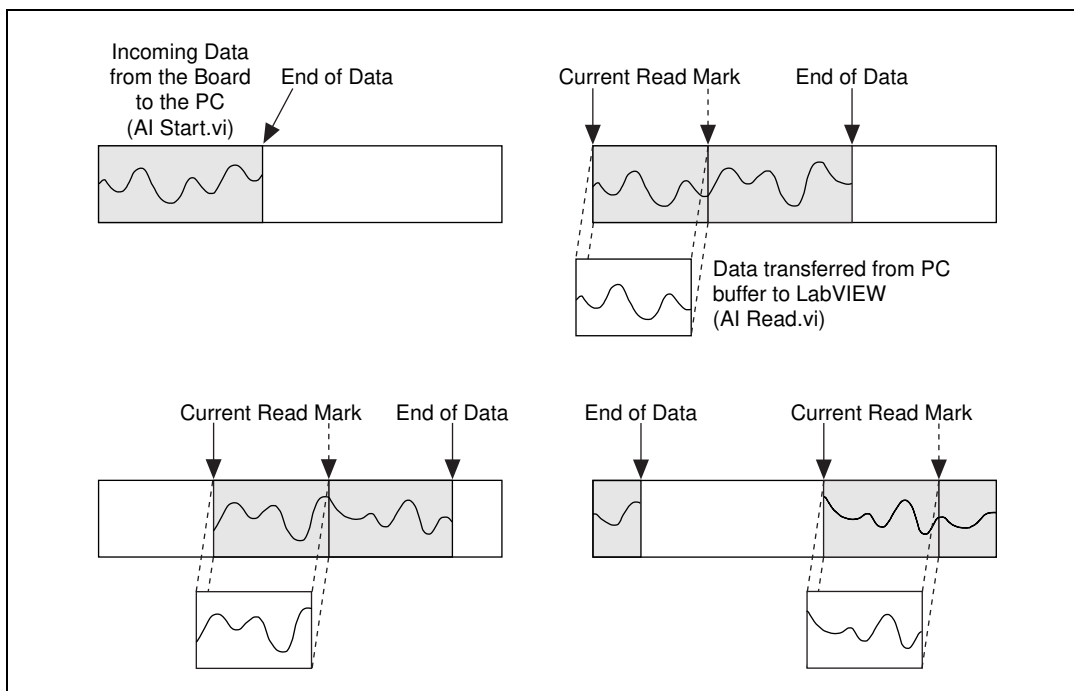 Incoming Data
from the Board
to the PC
(AI Start.vi)
End of Data
Current Read Mark
End of Data
Data transferred from PC
buffer to LabVIEW
(AI Read.vi)
Current Read Mark
End of Data
End of Data
Current Read Mark